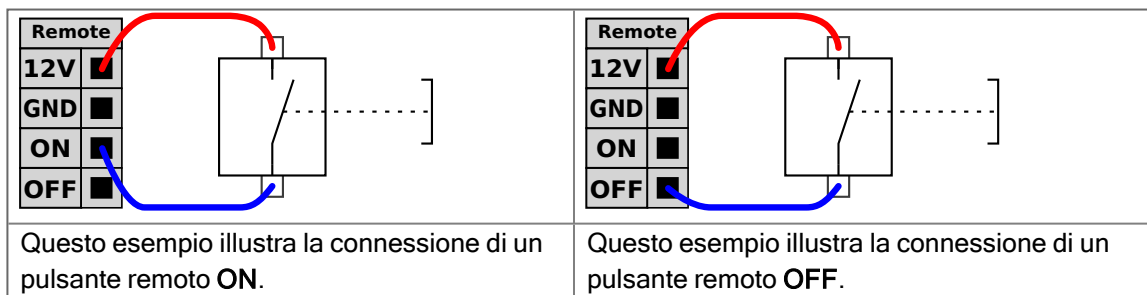 Remote
12V
GND
ON
OFF
Questo esempio illustra la connessione di un
pulsante remoto ON.
Remote
12V
GND
ON
OFF
Questo esempio illustra la connessione di un
pulsante remoto OFF.